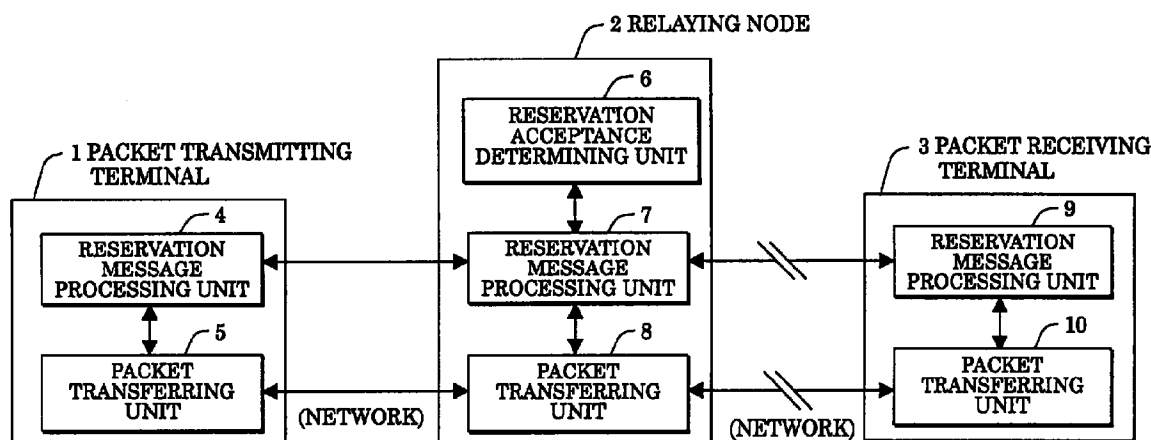 2 RELAYING NODE
6
RESERVATION
ACCEPTANCE
DETERMINING UNIT
1 PACKET TRANSMITTING
TERMINAL
3 PACKET RECEIVING
TERMINAL
4
RESERVATION
MESSAGE
PROCESSING UNIT
7
RESERVATION
MESSAGE
PROCESSING UNIT
9
RESERVATION
MESSAGE
PROCESSING UNIT
5
PACKET
TRANSFERRING
UNIT
(NETWORK)
8
PACKET
TRANSFERRING
UNIT
(NETWORK)
10
PACKET
TRANSFERRING
UNIT